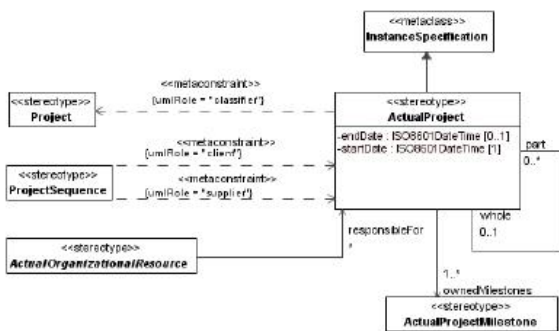 <<metaclass>>
InstanceSpecification
<<metaconstraint>>
{umlRole = "classifier"}
<<stereotype>>
Project
<<stereotype>>
ActualProject
-endDate : ISO8601DateTime [0..1]
-startDate : ISO8601DateTime [1]
<<metaconstraint>>
{umlRole = "client"}
<<stereotype>>
ProjectSequence
<<metaconstraint>>
{umlRole = "supplier"}
part
0..*
whole
0..1
responsibleFor
*
<<stereotype>>
ActualOrganizationalResource
1..*
ownedMilestones
<<stereotype>>
ActualProjectMilestone